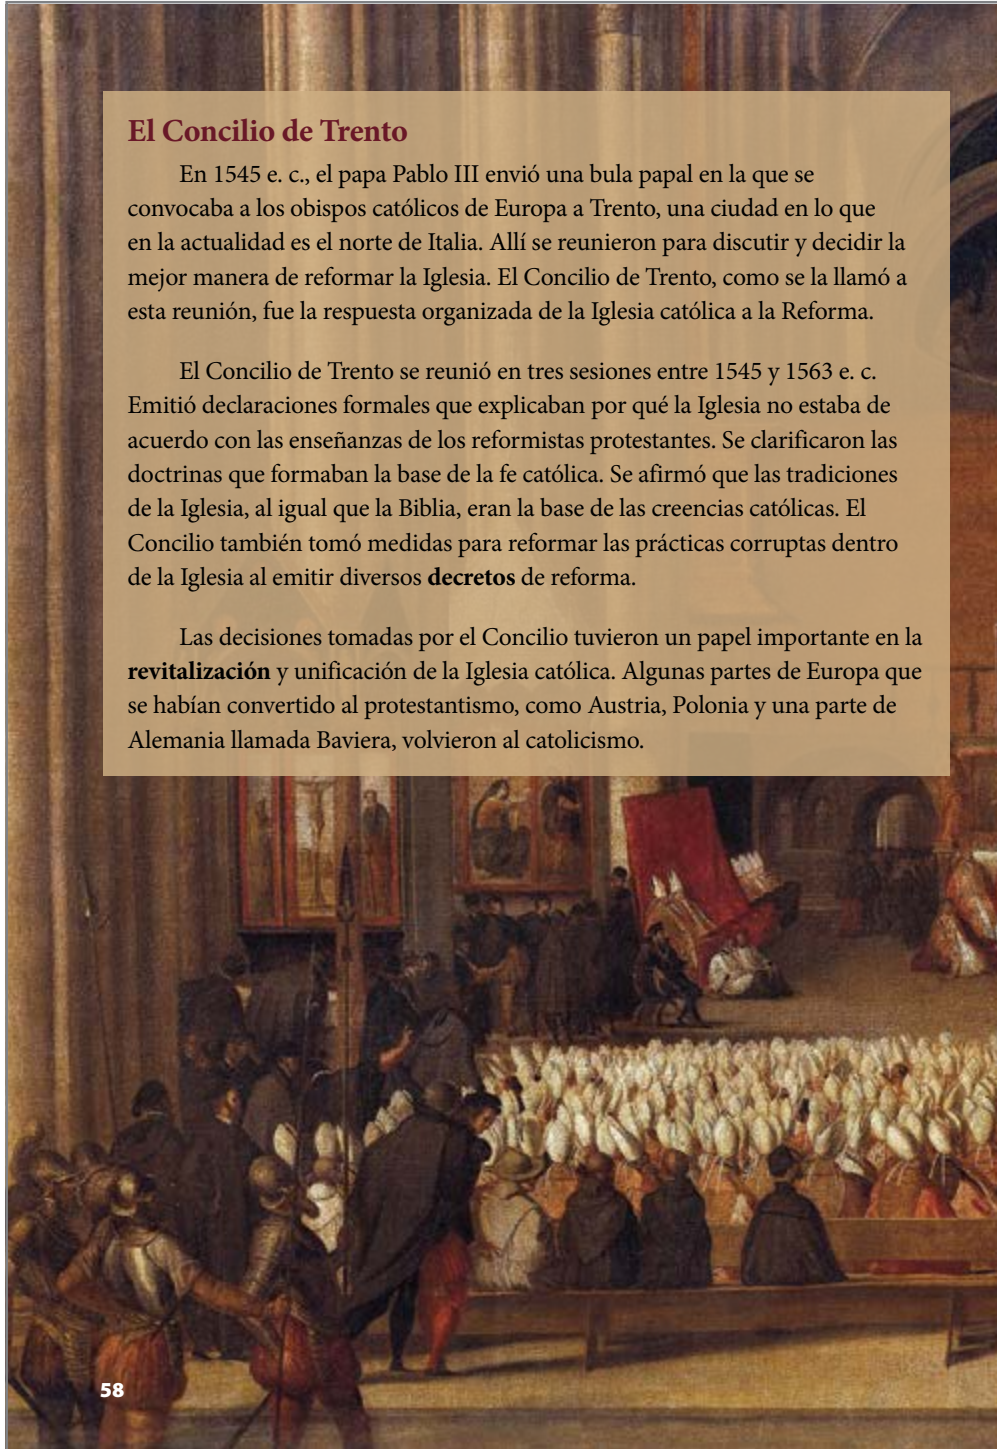 El Concilio de Trento
En 1545 e. c., el papa Pablo III envió una bula papal en la que se
convocaba a los obispos católicos de Europa a Trento, una ciudad en lo que
en la actualidad es el norte de Italia. Allí se reunieron para discutir y decidir la
mejor manera de reformar la Iglesia. El Concilio de Trento, como se la llamó a
esta reunión, fue la respuesta organizada de la Iglesia católica a la Reforma.
El Concilio de Trento se reunió en tres sesiones entre 1545 y 1563 e. c.
Emitió declaraciones formales que explicaban por qué la Iglesia no estaba de
acuerdo con las enseñanzas de los reformistas protestantes. Se clarificaron las
doctrinas que formaban la base de la fe católica. Se afirmó que las tradiciones
de la Iglesia, al igual que la Biblia, eran la base de las creencias católicas. El
Concilio también tomó medidas para reformar las prácticas corruptas dentro
de la Iglesia al emitir diversos decretos de reforma.
Las decisiones tomadas por el Concilio tuvieron un papel importante en la
revitalización y unificación de la Iglesia católica. Algunas partes de Europa que
se habían convertido al protestantismo, como Austria, Polonia y una parte de
Alemania llamada Baviera, volvieron al catolicismo.
58